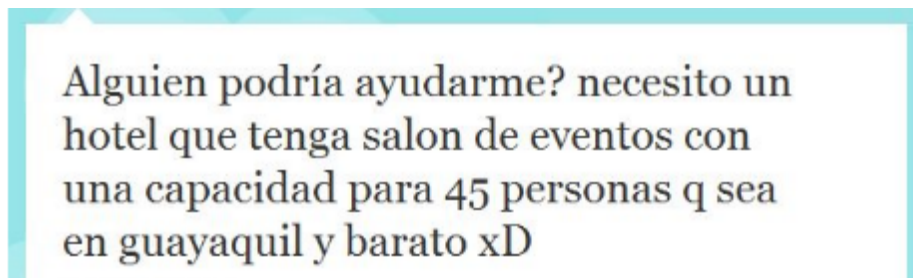 Alguien podría ayudarme? necesito un
hotel que tenga salon de eventos con
una capacidad para 45 personas q sea
en guayaquil y barato xD